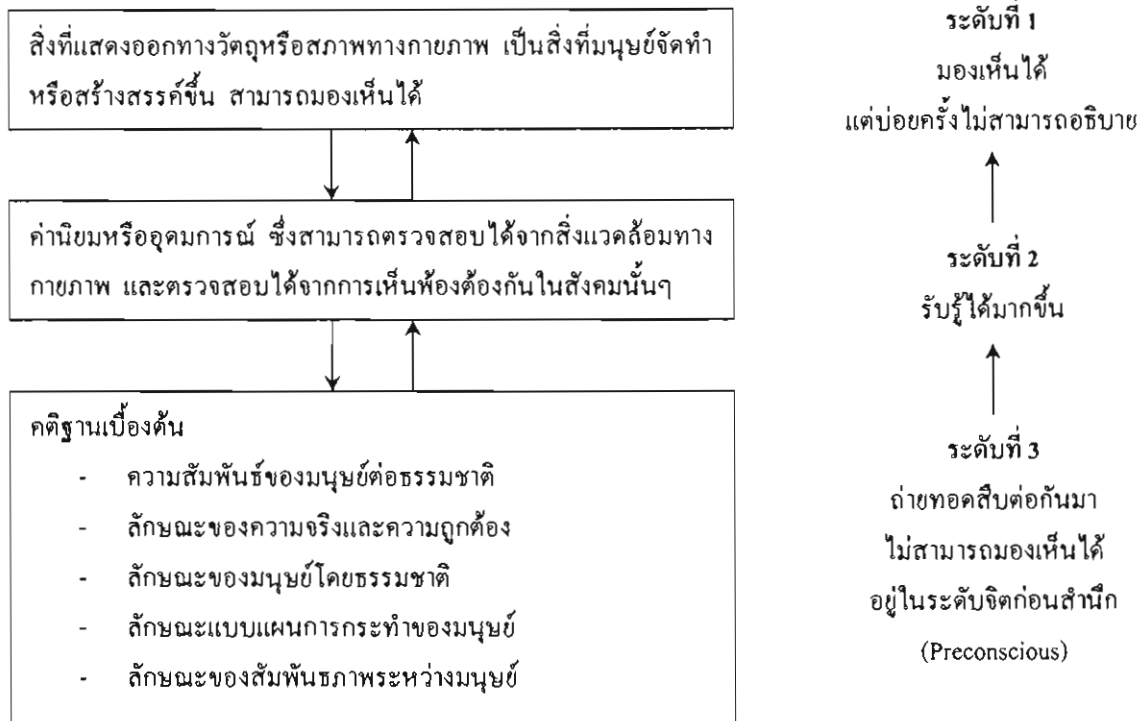 สิ่งที่แสดงออกทางวัตถุหรือสภาพทางกายภาพ เป็นสิ่งที่มนุษย์จัดทำ
หรือสร้างสรรค์ขึ้น สามารถมองเห็นได้
ระดับที่ 1
มองเห็นได้
แต่บ่อยครั้งไม่สามารถอธิบาย
ค่านิยมหรืออุดมการณ์ ซึ่งสามารถตรวจสอบได้จากสิ่งแวดล้อมทาง
กายภาพ และตรวจสอบได้จากการเห็นพ้องต้องกันในสังคมนั้นๆ
ระดับที่ 2
รับรู้ได้มากขึ้น
คติฐานเบื้องต้น
- ความสัมพันธ์ของมนุษย์ต่อธรรมชาติ
- ลักษณะของความจริงและความถูกต้อง
- ลักษณะของมนุษย์โดยธรรมชาติ
- ลักษณะแบบแผนการกระทำของมนุษย์
- ลักษณะของสัมพันธภาพระหว่างมนุษย์
ระดับที่ 3
ถ่ายทอดสืบต่อกันมา
ไม่สามารถมองเห็นได้
อยู่ในระดับจิตก่อนสำนึก
(Preconscious)